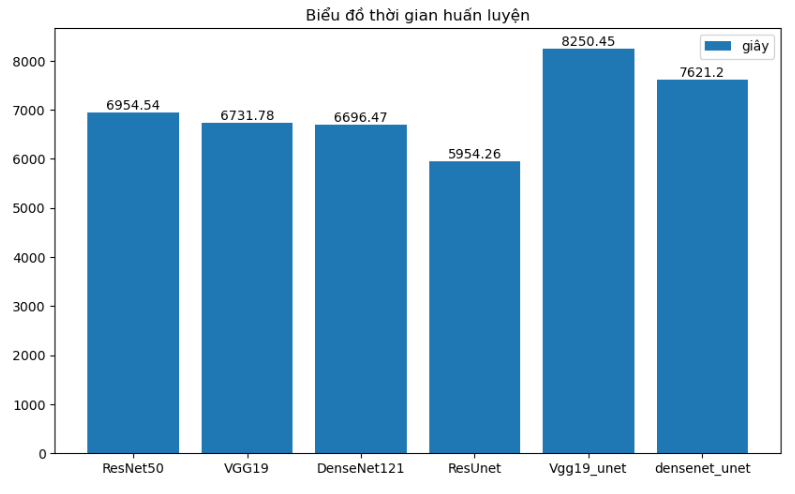 Biểu đồ thời gian huấn luyện
giây
8000
7000
6000
5000
4000
3000
2000
1000
0
6954.54
6731.78
6696.47
5954.26
8250.45
7621.2
ResNet50
VGG19
DenseNet121
ResUnet
Vgg19_unet
densenet_unet